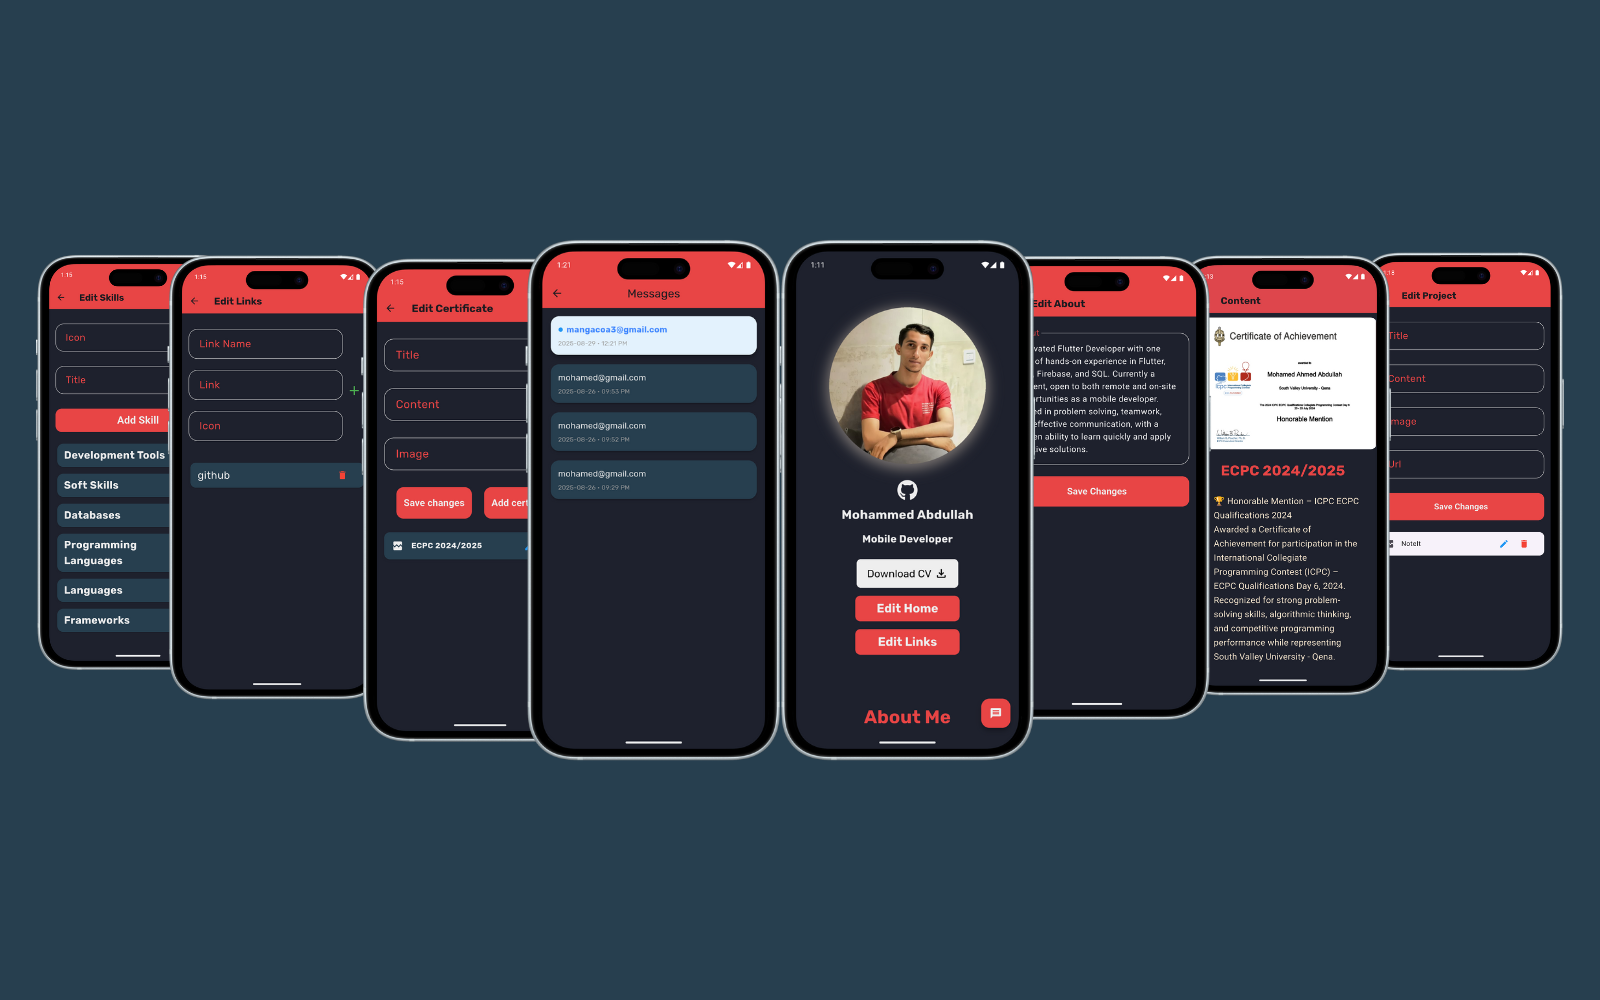 1:15
Edit Skills
Icon
Title
Add Skill
Development Tools
Soft Skills
Databases
Programming
Languages
Languages
Frameworks
1:15
Edit Links
Link Name
Link
Icon
github
1:15
Edit Certificate
Title
Content
Image
Save changes
Add cert
ECPC 2024/2025
1:21
Messages
mangacoa3@gmail.com
2025-08-29 • 12:21 PM
mohamed@gmail.com
2025-08-26 • 09:53 PM
mohamed@gmail.com
2025-08-26 • 09:52 PM
mohamed@gmail.com
2025-08-26 • 09:29 PM
1:11
Mohammed Abdullah
Mobile Developer
Download CV
Edit Home
Edit Links
About Me
Edit About
ut
vated Flutter Developer with one
of hands-on experience in Flutter,
Firebase, and SQL. Currently a
ent, open to both remote and on-site
rtunities as a mobile developer.
ed in problem solving, teamwork,
effective communication, with a
en ability to learn quickly and apply
ive solutions.
Save Changes
:13
Content
Certificate of Achievement
Mohamed Ahmed Abdullah
South Valley University - Qena
Honorable Mention
ECPC 2024/2025
🏆 Honorable Mention – ICPC ECPC
Qualifications 2024
Awarded a Certificate of
Achievement for participation in the
International Collegiate
Programming Contest (ICPC) –
ECPC Qualifications Day 6, 2024.
Recognized for strong problem-
solving skills, algorithmic thinking,
and competitive programming
performance while representing
South Valley University - Qena.
:18
Edit Project
Title
Content
mage
Url
Save Changes
NoteIt